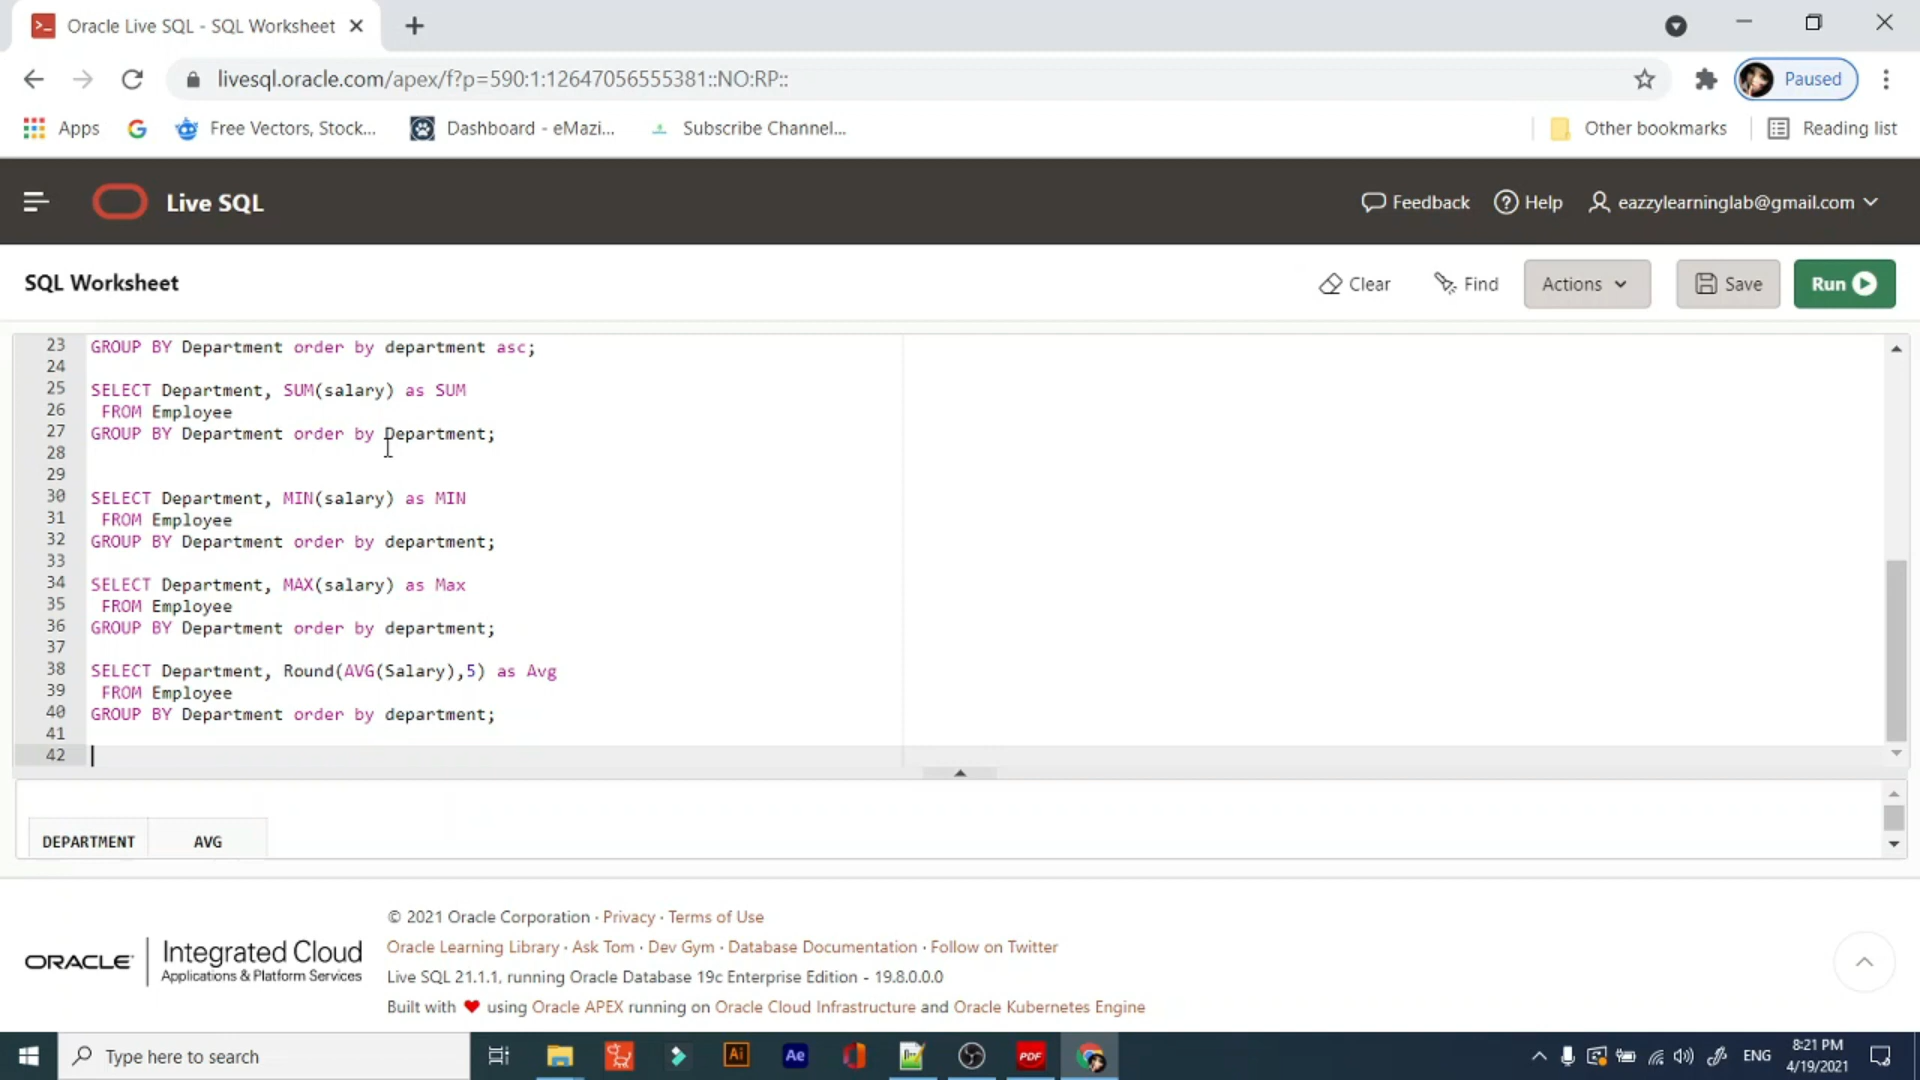 Oracle Live SQL - SQL Worksheet
livesql.oracle.com/apex/f?p=590:1:12647056555381::NO:RP::
Paused
Apps
Free Vectors, Stock...
Dashboard - eMazi...
Subscribe Channel...
Other bookmarks
Reading list
Live SQL
Feedback
Help
eazzylearninglab@gmail.com
SQL Worksheet
Clear
Find
Actions
Save
Run
23 GROUP BY Department order by department asc;
24
25 SELECT Department, SUM(salary) as SUM
26 FROM Employee
27 GROUP BY Department order by Department;
28
29
30 SELECT Department, MIN(salary) as MIN
31 FROM Employee
32 GROUP BY Department order by department;
33
34 SELECT Department, MAX(salary) as Max
35 FROM Employee
36 GROUP BY Department order by department;
37
38 SELECT Department, Round(AVG(Salary),5) as Avg
39 FROM Employee
40 GROUP BY Department order by department;
41
42
DEPARTMENT AVG
ORACLE Integrated Cloud
Applications & Platform Services
© 2021 Oracle Corporation · Privacy · Terms of Use
Oracle Learning Library · Ask Tom · Dev Gym · Database Documentation · Follow on Twitter
Live SQL 21.1.1, running Oracle Database 19c Enterprise Edition - 19.8.0.0.0
Built with ❤ using Oracle APEX running on Oracle Cloud Infrastructure and Oracle Kubernetes Engine
Type here to search
Ai
Ae
PDF
ENG
8:21 PM
4/19/2021